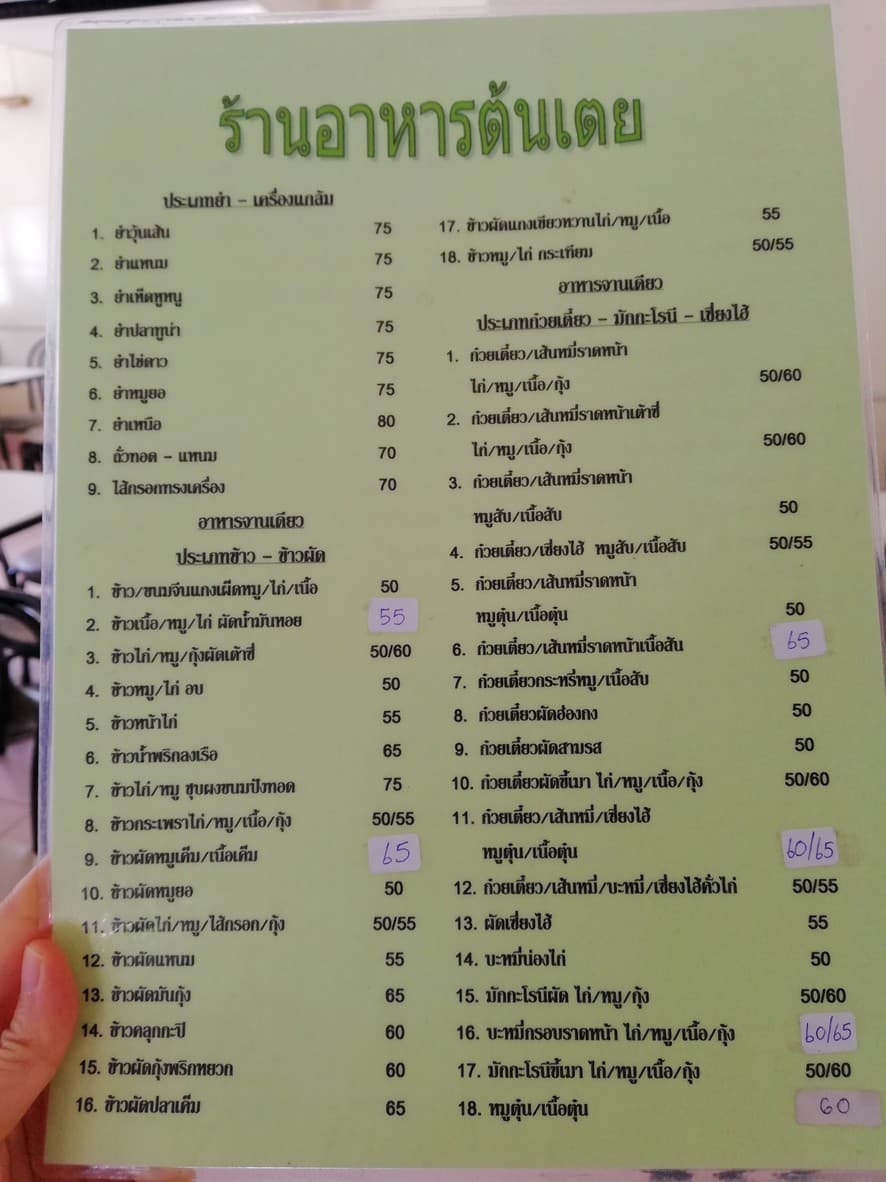 ร้านอาหารต้นเตย
ประเภทยำ - เครื่องแกล้ม
1. ยำวุ้นเส้น 75
2. ยำแหนม 75
3. ยำเห็ดหูหนู 75
4. ยำปลาทูน่า 75
5. ยำไข่ดาว 75
6. ยำหมูยอ 75
7. ยำเหนือ 80
8. ถั่วทอด - แหนม 70
9. ไส้กรอกทรงเครื่อง 70
อาหารจานเดียว
ประเภทข้าว - ข้าวผัด
1. ข้าว/ขนมจีนแกงเผ็ดหมู/ไก่/เนื้อ 50
2. ข้าวเนื้อ/หมู/ไก่ ผัดน้ำมันหอย 55
3. ข้าวไก่/หมู/กุ้งผัดเต้าซี่ 50/60
4. ข้าวหมู/ไก่ อบ 50
5. ข้าวหน้าไก่ 55
6. ข้าวน้ำพริกลงเรือ 65
7. ข้าวไก่/หมู ชุบผงขนมปังทอด 75
8. ข้าวกระเพราไก่/หมู/เนื้อ/กุ้ง 50/55
9. ข้าวผัดหมูเค็ม/เนื้อเค็ม 65
10. ข้าวผัดหมูยอ 50
11. ข้าวผัดไก่/หมู/ไส้กรอก/กุ้ง 50/55
12. ข้าวผัดแหนม 55
13. ข้าวผัดมันกุ้ง 65
14. ข้าวคลุกกะปิ 60
15. ข้าวผัดกุ้งพริกหยวก 60
16. ข้าวผัดปลาเค็ม 65
17. ข้าวผัดแกงเขียวหวานไก่/หมู/เนื้อ 55
18. ข้าวหมู/ไก่ กระเทียม 50/55
อาหารจานเดียว
ประเภทก๋วยเตี๋ยว - มักกะโรนี - เซี่ยงไฮ้
1. ก๋วยเตี๋ยว/เส้นหมี่ราดหน้า
ไก่/หมู/เนื้อ/กุ้ง 50/60
2. ก๋วยเตี๋ยว/เส้นหมี่ราดหน้าเต้าซี่
ไก่/หมู/เนื้อ/กุ้ง 50/60
3. ก๋วยเตี๋ยว/เส้นหมี่ราดหน้า
หมูสับ/เนื้อสับ 50
4. ก๋วยเตี๋ยว/เซี่ยงไฮ้ หมูสับ/เนื้อสับ 50/55
5. ก๋วยเตี๋ยว/เส้นหมี่ราดหน้า
หมูตุ๋น/เนื้อตุ๋น 50
6. ก๋วยเตี๋ยว/เส้นหมี่ราดหน้าเนื้อสัน 65
7. ก๋วยเตี๋ยวกระหรี่หมู/เนื้อสับ 50
8. ก๋วยเตี๋ยวผัดฮ่องกง 50
9. ก๋วยเตี๋ยวผัดสามรส 50
10. ก๋วยเตี๋ยวผัดขี้เมา ไก่/หมู/เนื้อ/กุ้ง 50/60
11. ก๋วยเตี๋ยว/เส้นหมี่/เซี่ยงไฮ้
หมูตุ๋น/เนื้อตุ๋น 60/65
12. ก๋วยเตี๋ยว/เส้นหมี่/บะหมี่/เซี่ยงไฮ้คั่วไก่ 50/55
13. ผัดเซี่ยงไฮ้ 55
14. บะหมี่น่องไก่ 50
15. มักกะโรนีผัด ไก่/หมู/กุ้ง 50/60
16. บะหมี่กรอบราดหน้า ไก่/หมู/เนื้อ/กุ้ง 60/65
17. มักกะโรนีขี้เมา ไก่/หมู/เนื้อ/กุ้ง 50/60
18. หมูตุ๋น/เนื้อตุ๋น 60